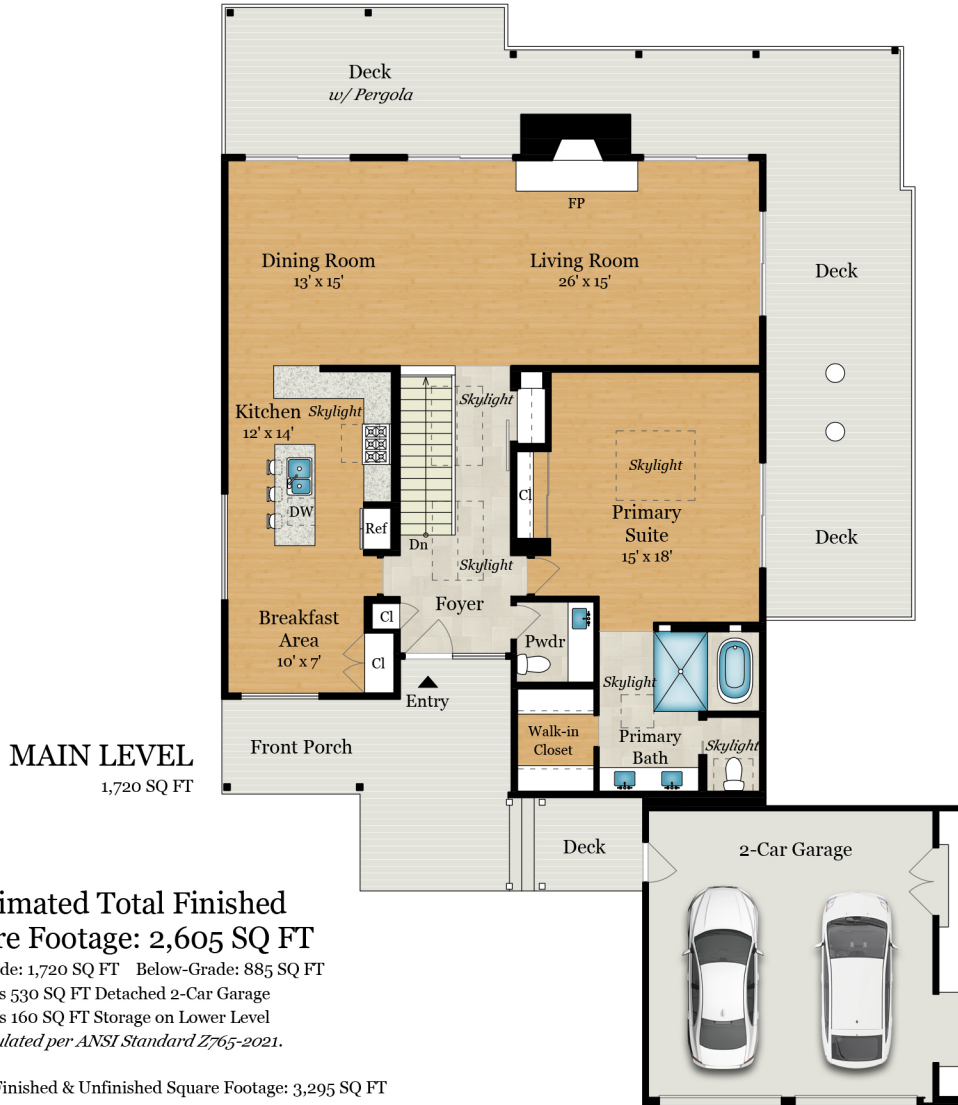 Deck
w/ Pergola
FP
Dining Room
13' x 15'
Living Room
26' x 15'
Deck
Kitchen
12' x 14'
Skylight
Skylight
Skylight
Cl
DW
Ref
Primary
Suite
15' x 18'
Deck
Dn
Skylight
Foyer
Breakfast
Area
10' x 7'
Cl
Cl
Pwdr
Entry
Skylight
Front Porch
Walk-in
Closet
Primary
Bath
Skylight
MAIN LEVEL
1,720 SQ FT
Deck
2-Car Garage
imated Total Finished
re Footage: 2,605 SQ FT
de: 1,720 SQ FT Below-Grade: 885 SQ FT
s 530 SQ FT Detached 2-Car Garage
s 160 SQ FT Storage on Lower Level
ulated per ANSI Standard Z765-2021.
Finished & Unfinished Square Footage: 3,295 SQ FT